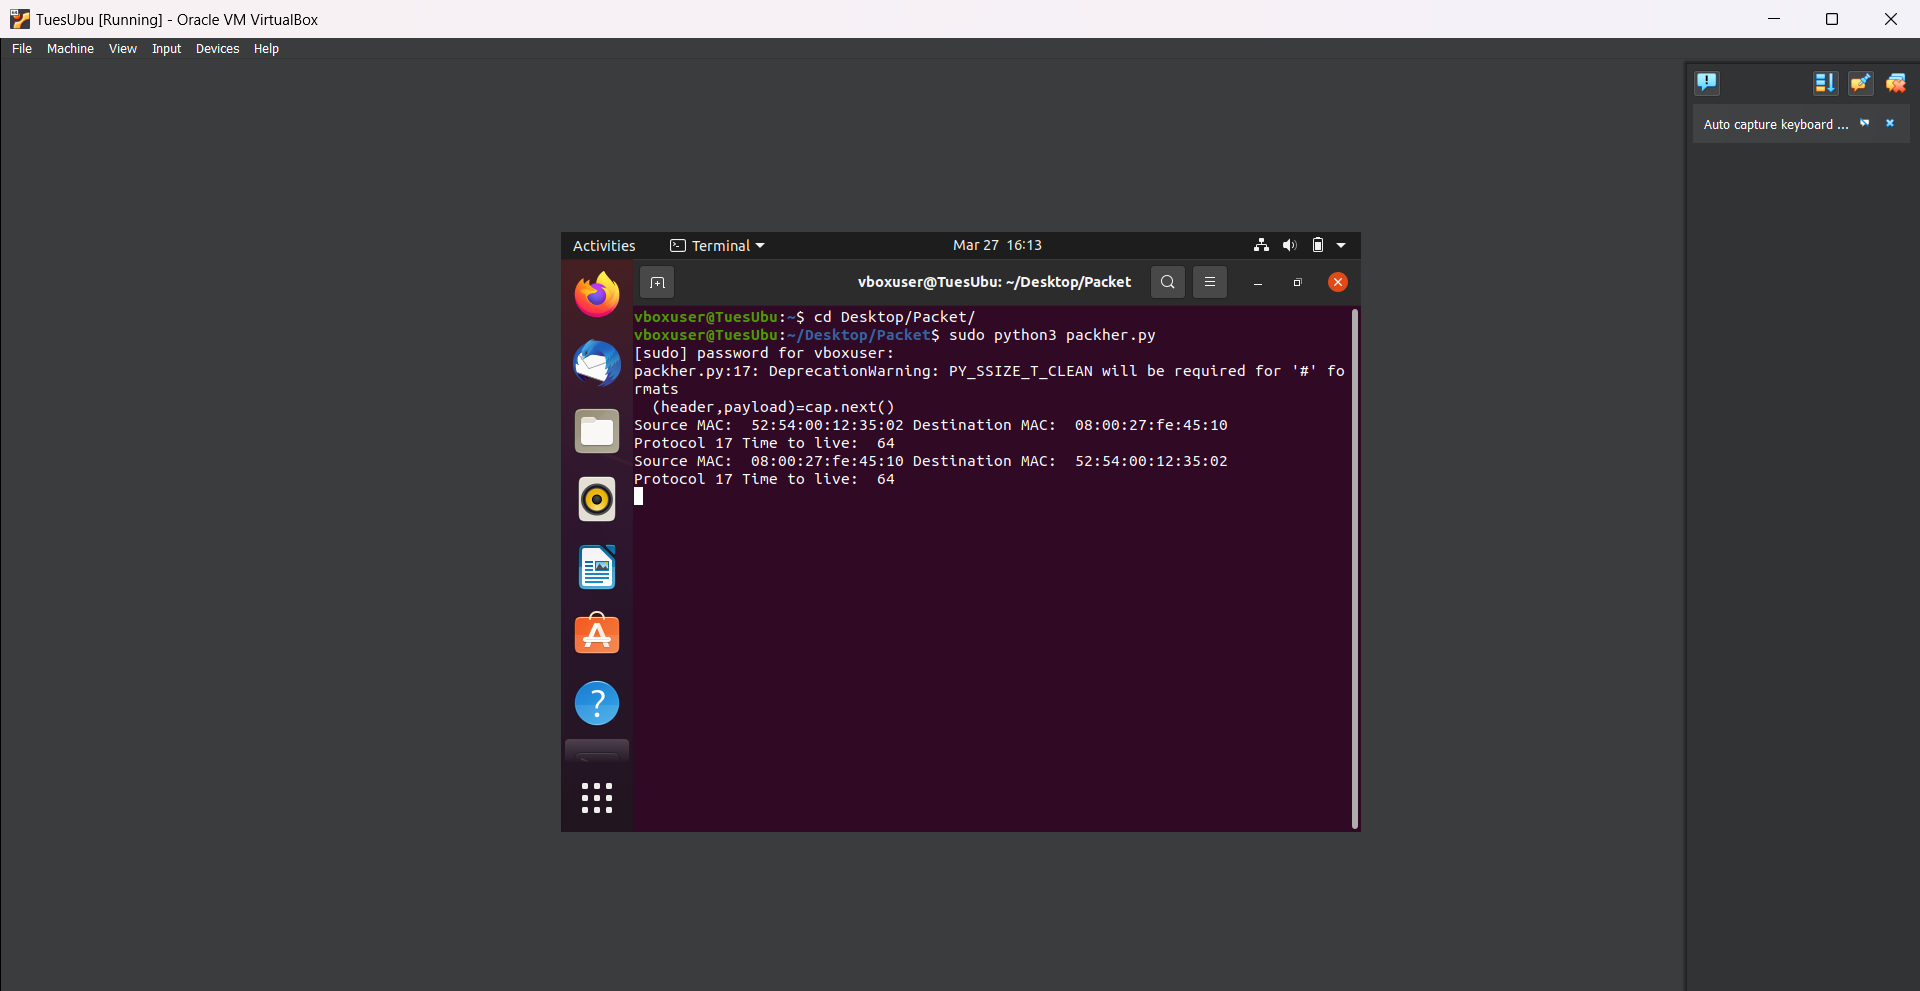 TuesUbu [Running] - Oracle VM VirtualBox
File Machine View Input Devices Help
Auto capture keyboard ...
Activities Terminal Mar 27 16:13
vboxuser@TuesUbu: ~/Desktop/Packet
vboxuser@TuesUbu:~$ cd Desktop/Packet/
vboxuser@TuesUbu:~/Desktop/Packet$ sudo python3 packher.py
[sudo] password for vboxuser:
packher.py:17: DeprecationWarning: PY_SSIZE_T_CLEAN will be required for '#' fo
rmats
  (header,payload)=cap.next()
Source MAC:  52:54:00:12:35:02 Destination MAC:  08:00:27:fe:45:10
Protocol 17 Time to live:  64
Source MAC:  08:00:27:fe:45:10 Destination MAC:  52:54:00:12:35:02
Protocol 17 Time to live:  64